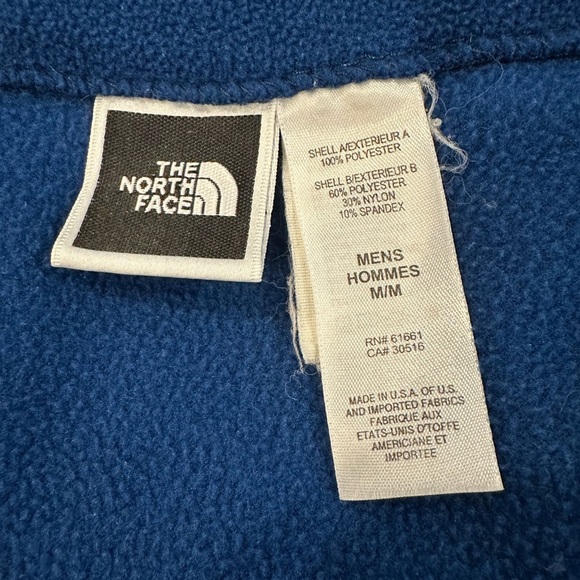 THE
NORTH
FACE
SHELL A/EXTERIEUR A
100% POLYESTER
SHELL B/EXTERIEUR B
60% POLYESTER
30% NYLON
10% SPANDEX
MENS
HOMMES
M/M
RN# 61661
CA# 30516
MADE IN U.S.A. OF U.S.
AND IMPORTED FABRICS
FABRIQUE AUX
ETATS-UNIS D'TOFFE
AMERICIANE ET
IMPORTEE